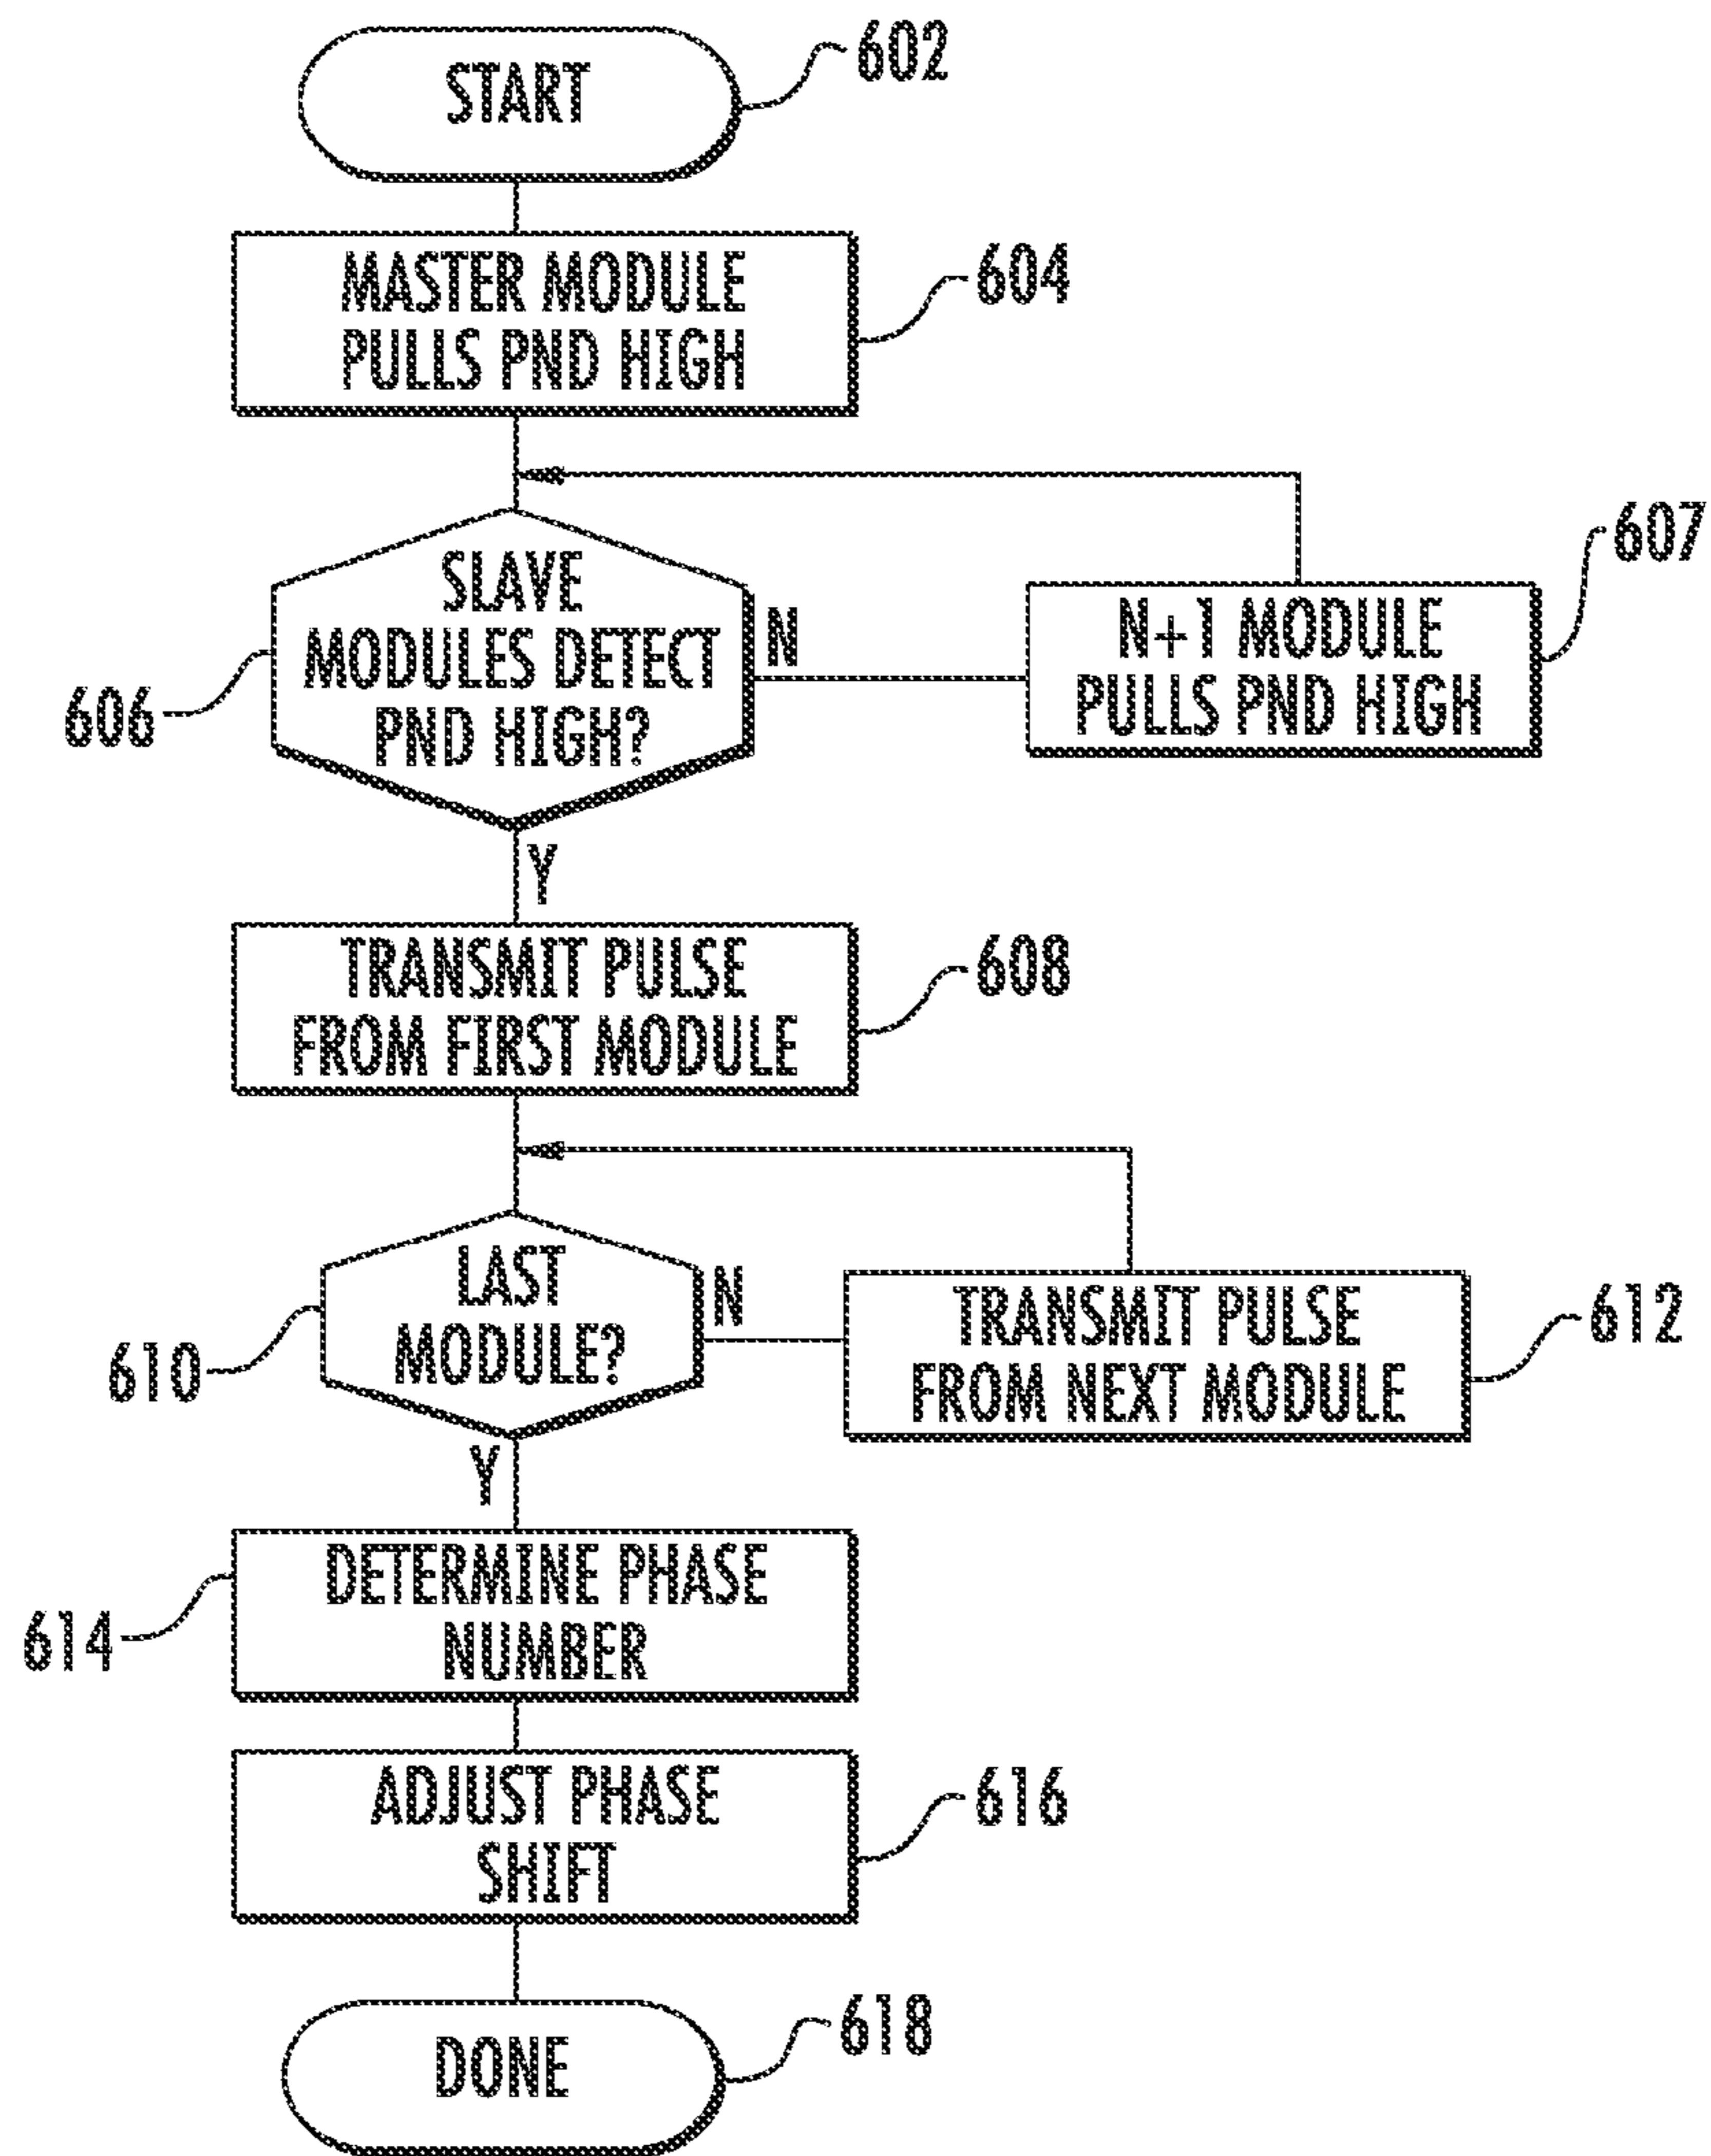 START
602
MASTER MODULE
PULLS PND HIGH
604
SLAVE
MODULES DETECT
PND HIGH?
606
N
N+1 MODULE
PULLS PND HIGH
607
Y
TRANSMIT PULSE
FROM FIRST MODULE
608
LAST
MODULE?
610
N
TRANSMIT PULSE
FROM NEXT MODULE
612
Y
DETERMINE PHASE
NUMBER
614
ADJUST PHASE
SHIFT
616
DONE
618